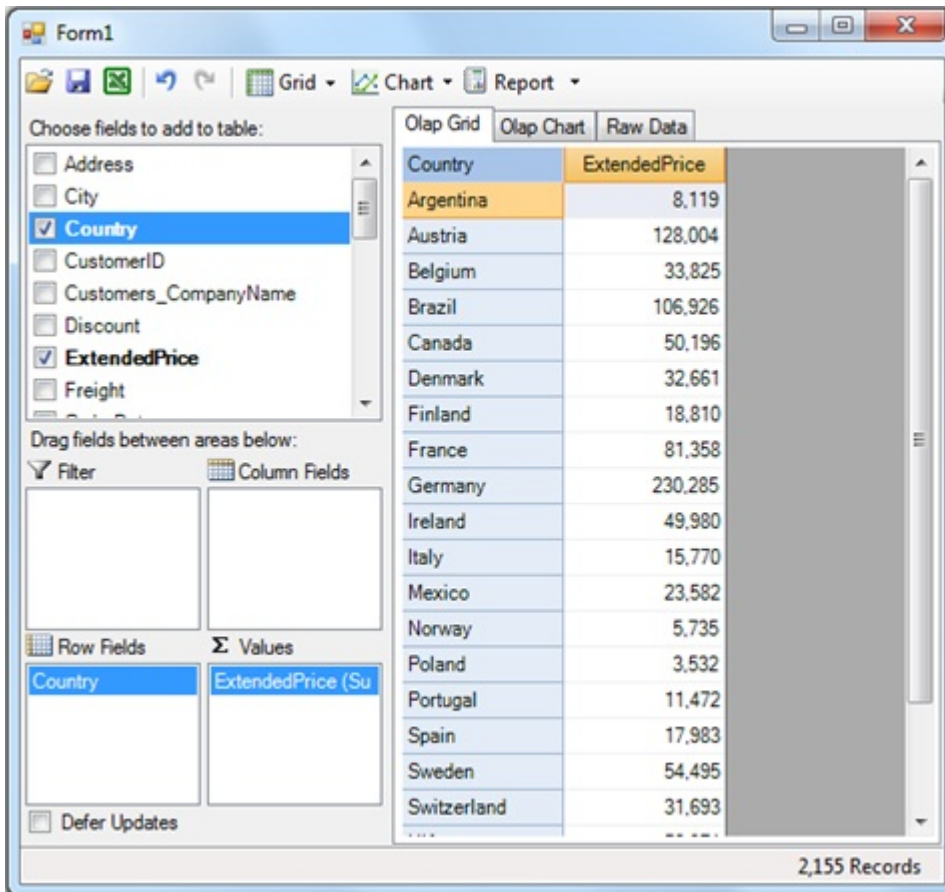 Form1
Grid Chart Report
Choose fields to add to table:
Address
City
Country
CustomerID
Customers_CompanyName
Discount
ExtendedPrice
Freight
Drag fields between areas below:
Filter Column Fields
Row Fields Σ Values
Country ExtendedPrice (Su
Defer Updates
Olap Grid Olap Chart Raw Data
Country ExtendedPrice
Argentina 8,119
Austria 128,004
Belgium 33,825
Brazil 106,926
Canada 50,196
Denmark 32,661
Finland 18,810
France 81,358
Germany 230,285
Ireland 49,980
Italy 15,770
Mexico 23,582
Norway 5,735
Poland 3,532
Portugal 11,472
Spain 17,983
Sweden 54,495
Switzerland 31,693
2,155 Records